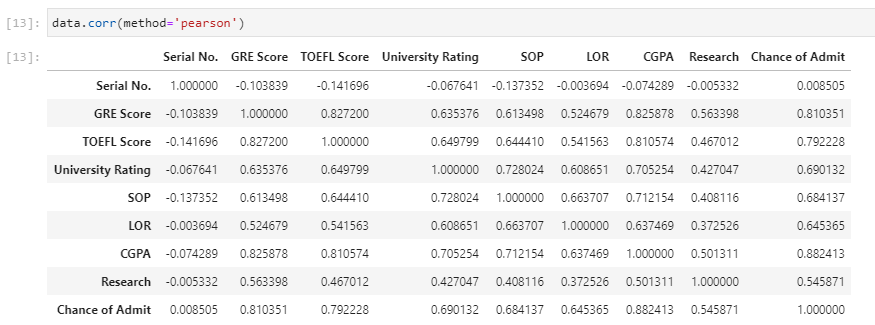 [13]: data.corr(method='pearson')
[13]: Serial No. GRE Score TOEFL Score University Rating SOP LOR CGPA Research Chance of Admit
Serial No. 1.000000 -0.103839 -0.141696 -0.067641 -0.137352 -0.003694 -0.074289 -0.005332 0.008505
GRE Score -0.103839 1.000000 0.827200 0.635376 0.613498 0.524679 0.825878 0.563398 0.810351
TOEFL Score -0.141696 0.827200 1.000000 0.649799 0.644410 0.541563 0.810574 0.467012 0.792228
University Rating -0.067641 0.635376 0.649799 1.000000 0.728024 0.608651 0.705254 0.427047 0.690132
SOP -0.137352 0.613498 0.644410 0.728024 1.000000 0.663707 0.712154 0.408116 0.684137
LOR -0.003694 0.524679 0.541563 0.608651 0.663707 1.000000 0.637469 0.372526 0.645365
CGPA -0.074289 0.825878 0.810574 0.705254 0.712154 0.637469 1.000000 0.501311 0.882413
Research -0.005332 0.563398 0.467012 0.427047 0.408116 0.372526 0.501311 1.000000 0.545871
Chance of Admit 0.008505 0.810351 0.792228 0.690132 0.684137 0.645365 0.882413 0.545871 1.000000